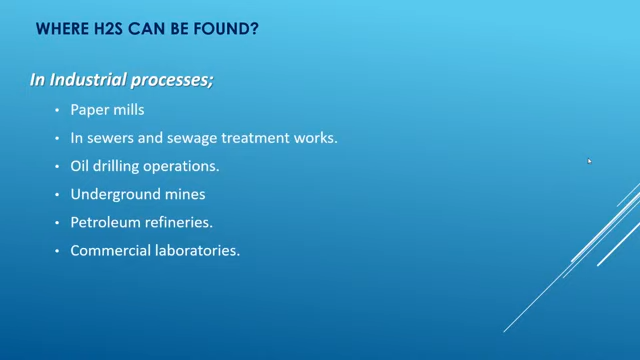 WHERE H2S CAN BE FOUND?
In Industrial processes;
• Paper mills
• In sewers and sewage treatment works.
• Oil drilling operations.
• Underground mines
• Petroleum refineries.
• Commercial laboratories.